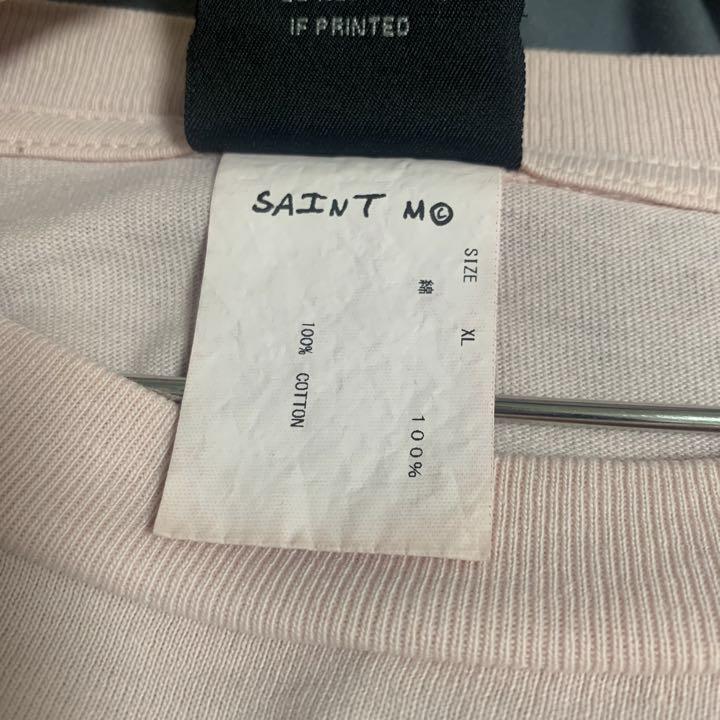 IF PRINTED
SAINT M©
SIZE XL
綿 100%
100% COTTON